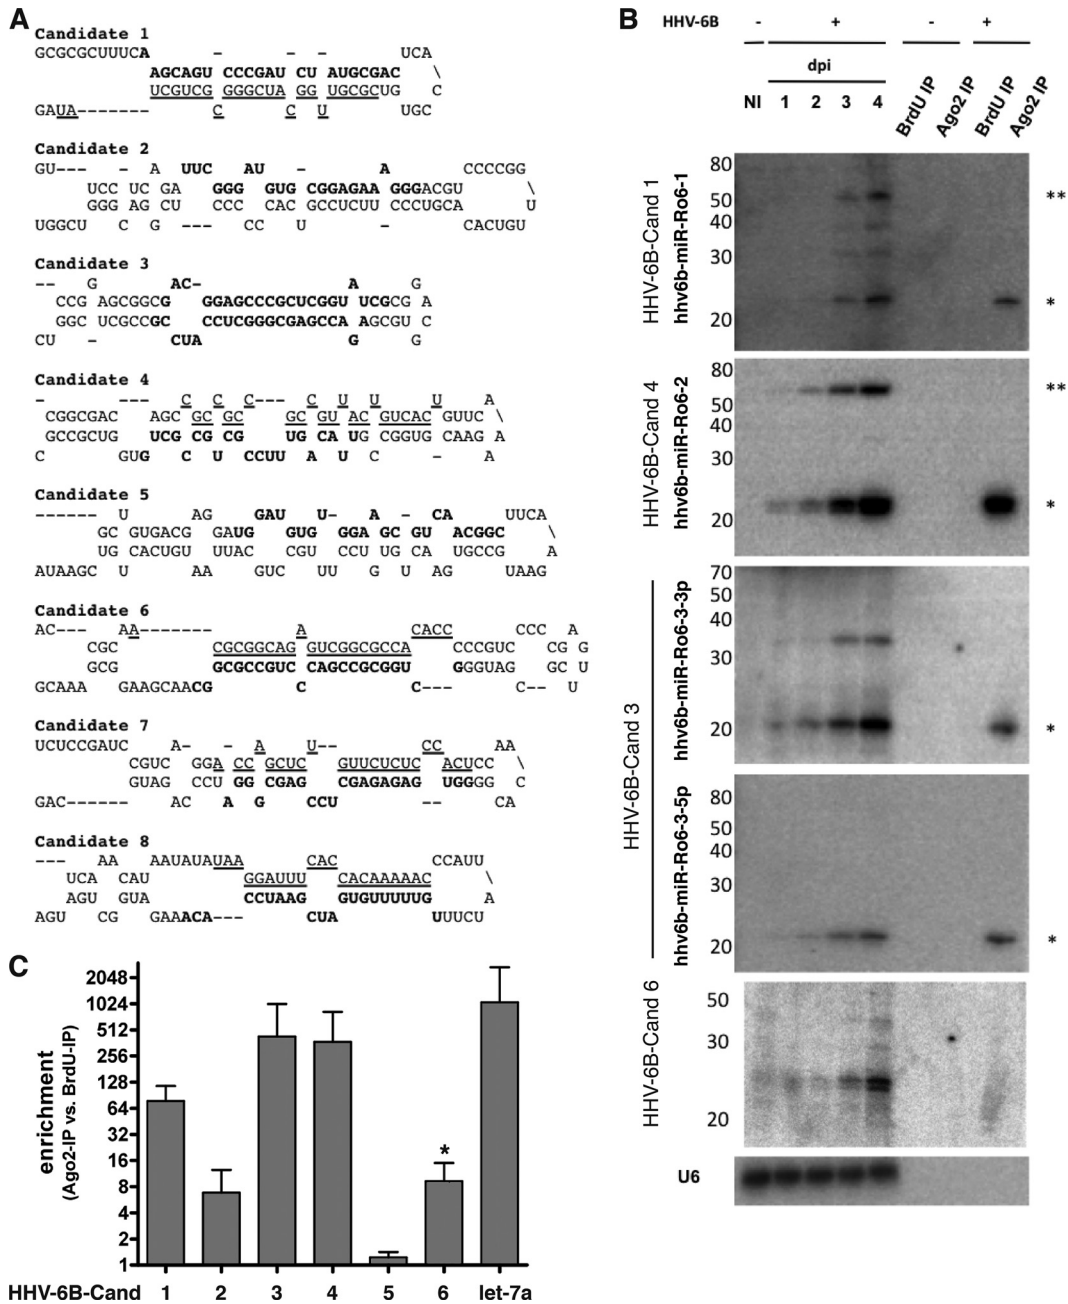 A
Candidate 1
GCGCGCUUUCA - - - UCA
AGCAGU CCCGAU CU AUGCGAC \
UCGUCG GGGCUA GG UGCGCUG C
GAUA------- C C U UGC
Candidate 2
GU--- - A UUC AU A CCCCGG
UCC UC GA GGG GUG CGGAGAA GGGACGU \
GGG AG CU CCC CAC GCCUCUU CCCUGCA U
UGGCU C G --- CC U - CACUGU
Candidate 3
-- G AC- A G
CCG AGCGGCG GGAGCCCGCUCGGU UCGCG A
GGC UCGCCGC CCUCGGGCGAGCCA AAGCGU C
CU - CUA G G
Candidate 4
- --- C C C--- C U U U A
CGGCGAC AGC GC GC GC GU AC GUCAC GUUC \
GCCGCUG UCG CG CG UG CA UG CGGUG CAAG A
C GUG C U CCUU A U C - A
Candidate 5
------ U AG GAU U- A - CA UUCA
GC GUGACG GAUG GUG GGA GC GU ACGGC \
UG CACUGU UUAC CGU CCU UG CA UGCCG A
AUAAGC U AA GUC UU G U AG UAAG
Candidate 6
AC--- AA------- A CACC CCC A
CGC CGCGGCAG GUCGGCGCCA CCCGUC CG G
GCG GCGCCGUC CAGCCGCGGU GGGUAG GC U
GCAAA GAAGCAACG C C--- C-- U
Candidate 7
UCUCCGAUC A- - A U-- CC AA
CGUC GGA CC GCUC GUUCUCUC ACUCC \
GUAG CCU GG CGAG CGAGAGAG UGGGG C
GAC------ AC A G CCU -- CA
Candidate 8
--- AA AAUAUAUAA CAC CCAUU
UCA CAU GGAUUU CACAAAAAC \
AGU GUA CCUAAG GUGUUUUUG A
AGU CG GAAACA--- CUA UUUCU
B
HHV-6B - + - +
dpi
NI 1 2 3 4 BrdU IP Ago2 IP BrdU IP Ago2 IP
HHV-6B-Cand 1
hhv6b-miR-Ro6-1
80
50 **
40
30
*
20
HHV-6B-Cand 4
hhv6b-miR-Ro6-2
80
**
50
40
30
*
20
HHV-6B-Cand 3
hhv6b-miR-Ro6-3-3p
70
50
40
30
20 *
hhv6b-miR-Ro6-3-5p
80
50
40
30
20 *
HHV-6B-Cand 6
50
30
20
U6
C
enrichment
(Ago2-IP vs. BrdU-IP)
2048
1024
512
256
128
64
32
16
8
4
2
1
*
HHV-6B-Cand 1 2 3 4 5 6 let-7a